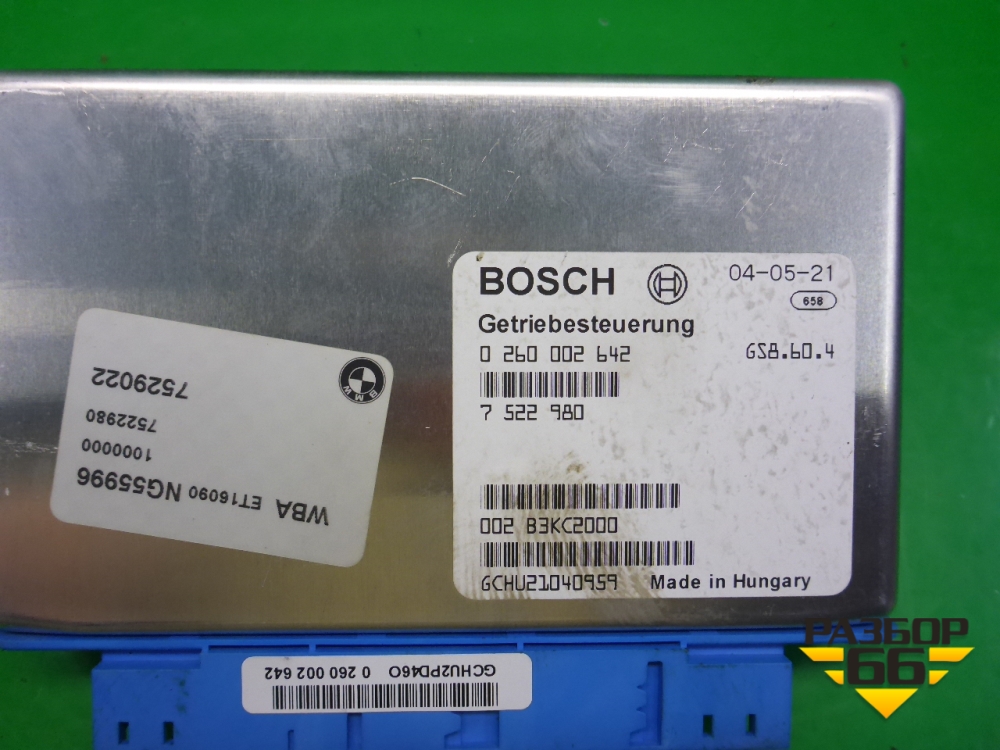 BOSCH
04-05-21
658
Getriebesteuerung
0 260 002 642
GS8.60.4
7 522 980
002 B3KC2000
GCHU21040959
Made in Hungary
BMW
WBA ET16090 NG55996
1000000
7522980
7529022
GCHU2PD46O 0 260 002 642
РАЗБОР
66